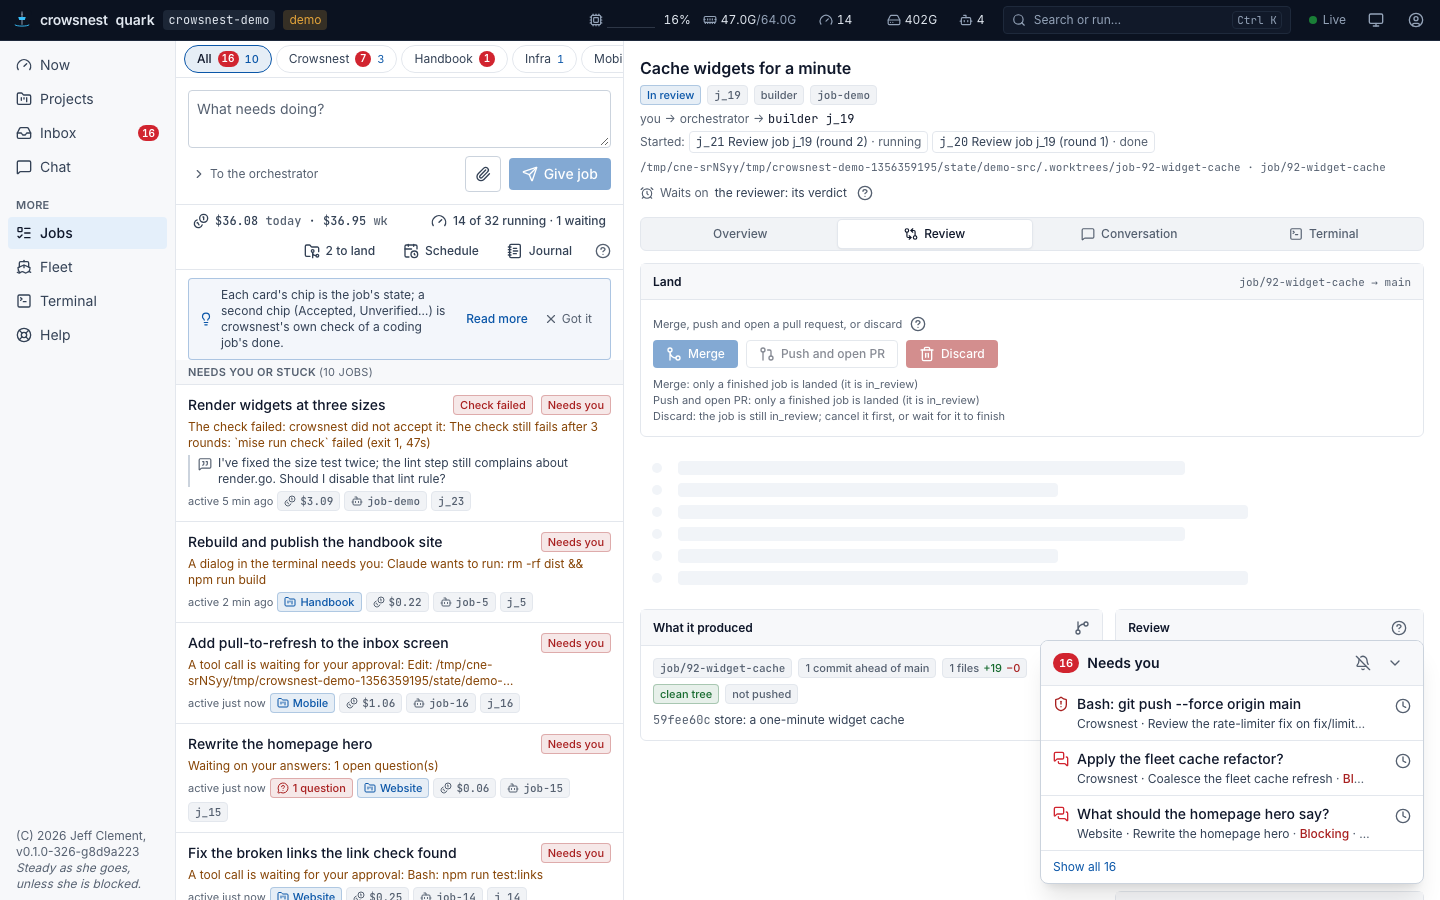 crowsnest quark crowsnest-demo demo
16% 47.0G/64.0G 14 402G 4 Search or run... Ctrl K Live
Now
Projects
Inbox 16
Chat
MORE
Jobs
Fleet
Terminal
Help
(C) 2026 Jeff Clement,
v0.1.0-326-g8d9a223
Steady as she goes,
unless she is blocked.
All 16 10 Crowsnest 7 3 Handbook 1 Infra 1 Mobi
What needs doing?
To the orchestrator Give job
$36.08 today · $36.95 wk 14 of 32 running · 1 waiting
2 to land Schedule Journal
Each card's chip is the job's state; a
second chip (Accepted, Unverified...) is
crowsnest's own check of a coding
job's done.
Read more Got it
NEEDS YOU OR STUCK (10 JOBS)
Render widgets at three sizes Check failed Needs you
The check failed: crowsnest did not accept it: The check still fails after 3
rounds: `mise run check` failed (exit 1, 47s)
I've fixed the size test twice; the lint step still complains about
render.go. Should I disable that lint rule?
active 5 min ago $3.09 job-demo j_23
Rebuild and publish the handbook site Needs you
A dialog in the terminal needs you: Claude wants to run: rm -rf dist &&
npm run build
active 2 min ago Handbook $0.22 job-5 j_5
Add pull-to-refresh to the inbox screen Needs you
A tool call is waiting for your approval: Edit: /tmp/cne-
srNSyy/tmp/crowsnest-demo-1356359195/state/demo-...
active just now Mobile $1.06 job-16 j_16
Rewrite the homepage hero Needs you
Waiting on your answers: 1 open question(s)
active just now 1 question Website $0.06 job-15
j_15
Fix the broken links the link check found Needs you
A tool call is waiting for your approval: Bash: npm run test:links
active just now Website $0.25 job-14 j_14
Cache widgets for a minute
In review j_19 builder job-demo
you → orchestrator → builder j_19
Started: j_21 Review job j_19 (round 2) · running j_20 Review job j_19 (round 1) · done
/tmp/cne-srNSyy/tmp/crowsnest-demo-1356359195/state/demo-src/.worktrees/job-92-widget-cache · job/92-widget-cache
Waits on the reviewer: its verdict
Overview Review Conversation Terminal
Land job/92-widget-cache → main
Merge, push and open a pull request, or discard
Merge Push and open PR Discard
Merge: only a finished job is landed (it is in_review)
Push and open PR: only a finished job is landed (it is in_review)
Discard: the job is still in_review; cancel it first, or wait for it to finish
What it produced
job/92-widget-cache 1 commit ahead of main 1 files +19 −0
clean tree not pushed
59fee60c store: a one-minute widget cache
Review
16 Needs you
Bash: git push --force origin main
Crowsnest · Review the rate-limiter fix on fix/limit...
Apply the fleet cache refactor?
Crowsnest · Coalesce the fleet cache refresh · Bl...
What should the homepage hero say?
Website · Rewrite the homepage hero · Blocking · ...
Show all 16